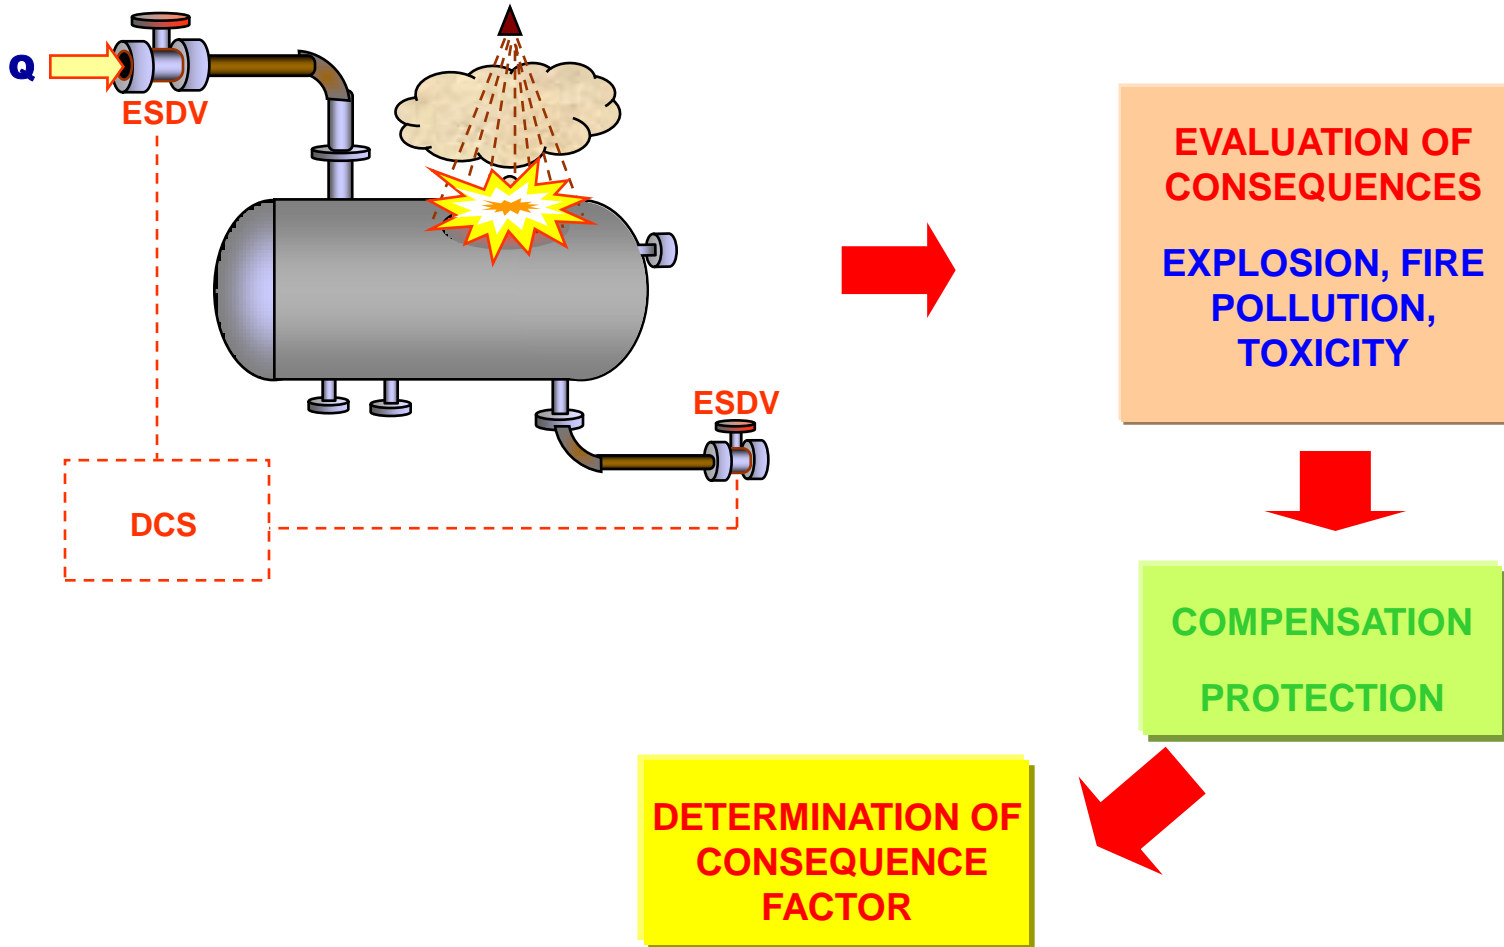 Q
ESDV
ESDV
DCS
EVALUATION OF
CONSEQUENCES
EXPLOSION, FIRE
POLLUTION,
TOXICITY
COMPENSATION
PROTECTION
DETERMINATION OF
CONSEQUENCE
FACTOR